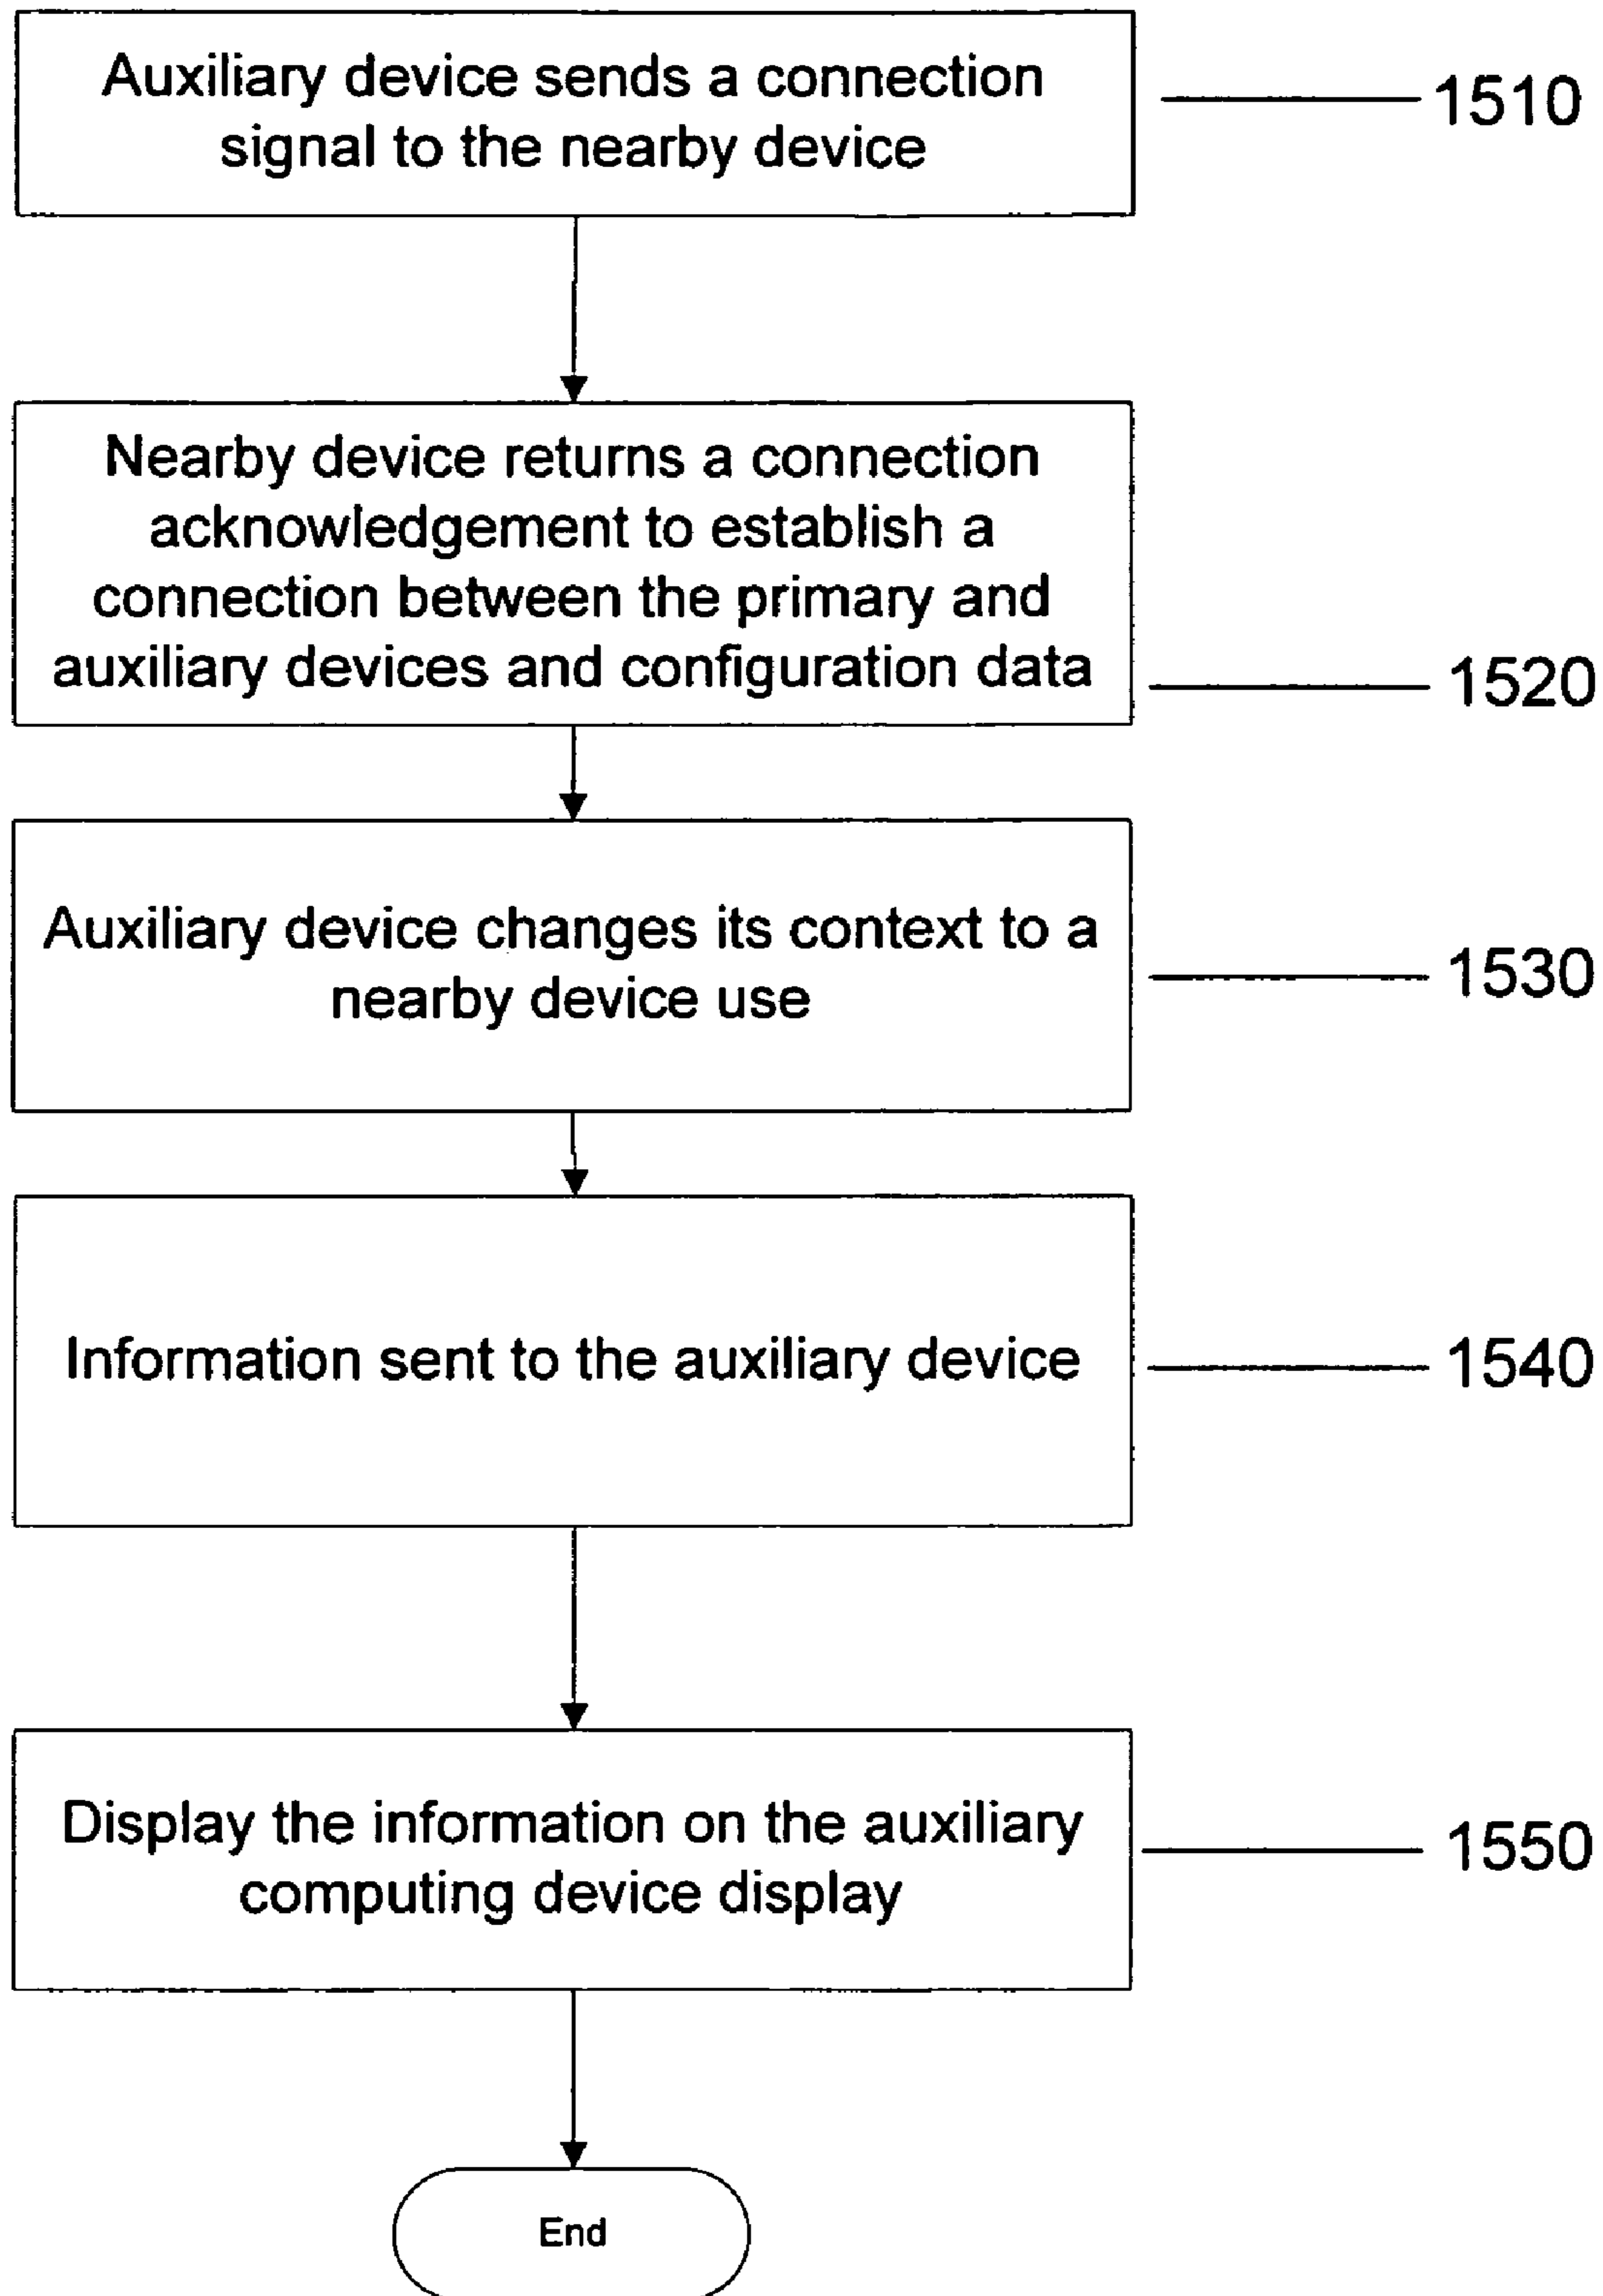 Auxiliary device sends a connection
signal to the nearby device
1510
Nearby device returns a connection
acknowledgement to establish a
connection between the primary and
auxiliary devices and configuration data
1520
Auxiliary device changes its context to a
nearby device use
1530
Information sent to the auxiliary device
1540
Display the information on the auxiliary
computing device display
1550
End